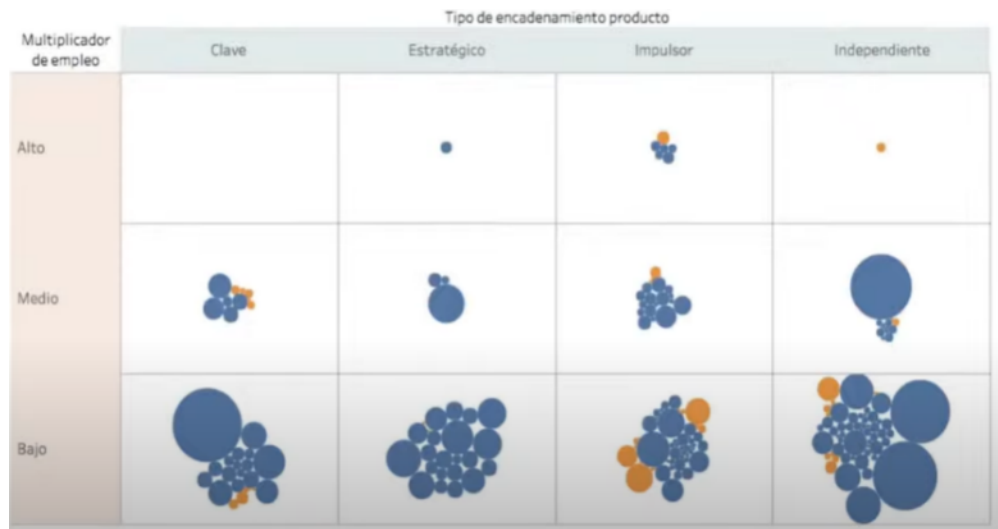 Tipo de encadenamiento producto
Multiplicador
de empleo
Clave
Estratégico
Impulsor
Independiente
Alto
Medio
Bajo